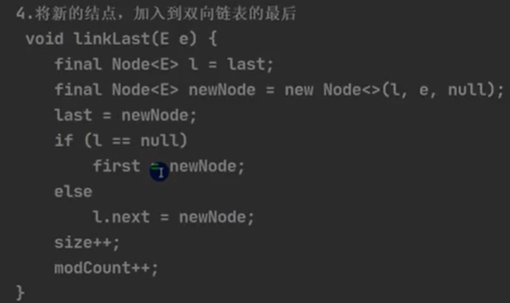 4.将新的结点，加入到双向链表的最后
void linkLast(E e) {
final Node<E> l = last;
final Node<E> newNode = new Node<>(l, e, null);
last = newNode;
if (l == null)
first = newNode;
else
l.next = newNode;
size++;
modCount++;
}